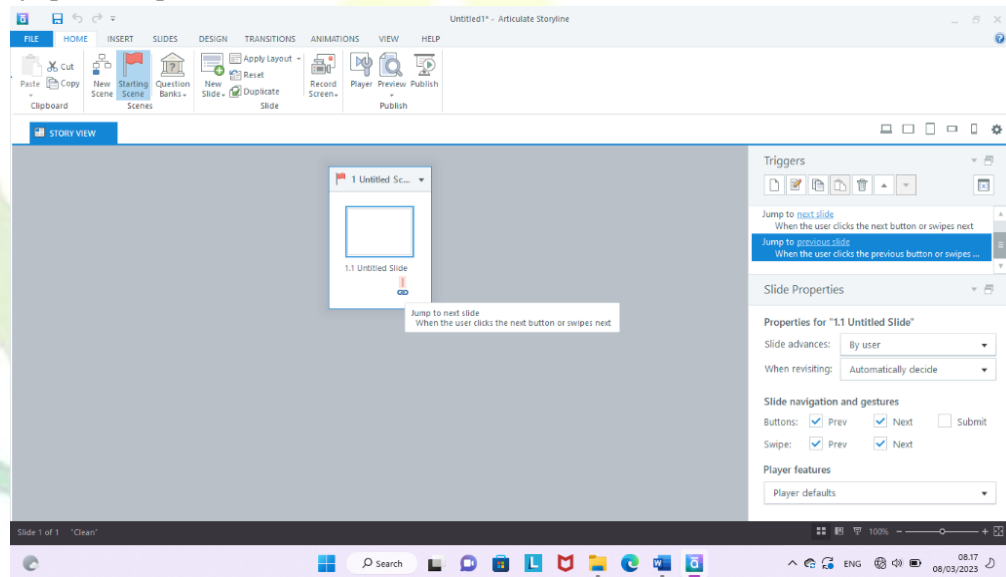 Untitled1* - Articulate Storyline
FILE HOME INSERT SLIDES DESIGN TRANSITIONS ANIMATIONS VIEW HELP
Paste
Cut
Copy
Clipboard
New Scene
Starting Scene
Question Banks
Scenes
New Slide
Apply Layout
Reset
Duplicate
Slide
Record Screen
Player
Preview
Publish
Publish
STORY VIEW
1 Untitled Sc...
1.1 Untitled Slide
Jump to next slide
When the user clicks the next button or swipes next
Triggers
Jump to next slide
When the user clicks the next button or swipes next
Jump to previous slide
When the user clicks the previous button or swipes ...
Slide Properties
Properties for "1.1 Untitled Slide"
Slide advances: By user
When revisiting: Automatically decide
Slide navigation and gestures
Buttons: Prev Next Submit
Swipe: Prev Next
Player features
Player defaults
Slide 1 of 1 "Clean"
100%
Search
ENG
08.17
08/03/2023